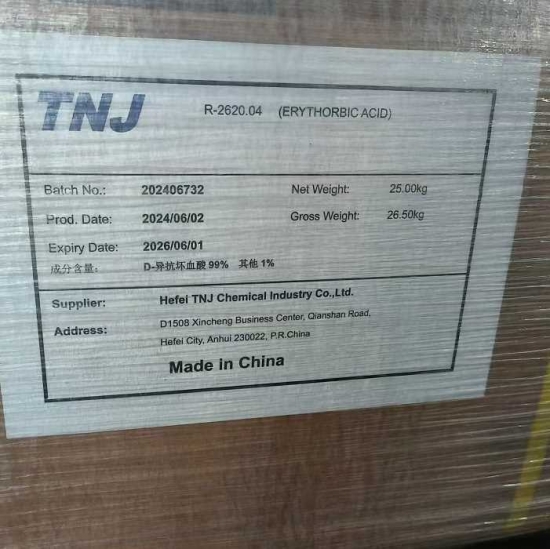 TNJ R-2620.04 (ERYTHORBIC ACID)
Batch No.: 202406732 Net Weight: 25.00kg
Prod. Date: 2024/06/02 Gross Weight: 26.50kg
Expiry Date: 2026/06/01
成分含量: D-异抗坏血酸 99% 其他 1%
Supplier: Hefei TNJ Chemical Industry Co.,Ltd.
Address: D1508 Xincheng Business Center, Qianshan Road,
Hefei City, Anhui 230022, P.R.China
Made in China